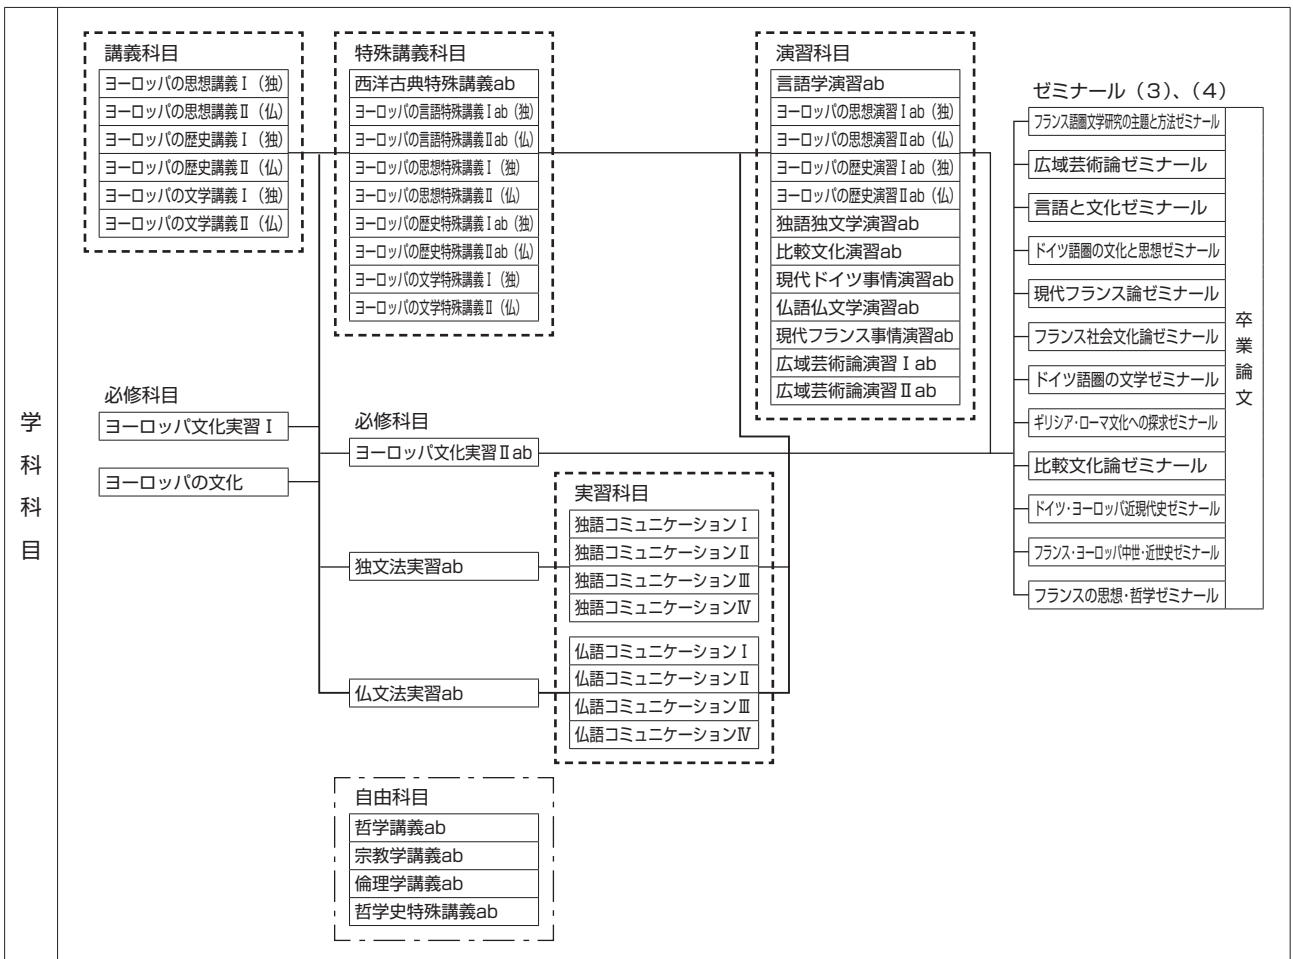 学科科目
講義科目
ヨーロッパの思想講義Ⅰ（独）
ヨーロッパの思想講義Ⅱ（仏）
ヨーロッパの歴史講義Ⅰ（独）
ヨーロッパの歴史講義Ⅱ（仏）
ヨーロッパの文学講義Ⅰ（独）
ヨーロッパの文学講義Ⅱ（仏）
必修科目
ヨーロッパ文化実習Ⅰ
ヨーロッパの文化
特殊講義科目
西洋古典特殊講義ab
ヨーロッパの言語特殊講義Ⅰab（独）
ヨーロッパの言語特殊講義Ⅱab（仏）
ヨーロッパの思想特殊講義Ⅰ（独）
ヨーロッパの思想特殊講義Ⅱ（仏）
ヨーロッパの歴史特殊講義Ⅰab（独）
ヨーロッパの歴史特殊講義Ⅱab（仏）
ヨーロッパの文学特殊講義Ⅰ（独）
ヨーロッパの文学特殊講義Ⅱ（仏）
必修科目
ヨーロッパ文化実習Ⅱab
独文法実習ab
仏文法実習ab
自由科目
哲学講義ab
宗教学講義ab
倫理学講義ab
哲学史特殊講義ab
実習科目
独語コミュニケーションⅠ
独語コミュニケーションⅡ
独語コミュニケーションⅢ
独語コミュニケーションⅣ
仏語コミュニケーションⅠ
仏語コミュニケーションⅡ
仏語コミュニケーションⅢ
仏語コミュニケーションⅣ
演習科目
言語学演習ab
ヨーロッパの思想演習Ⅰab（独）
ヨーロッパの思想演習Ⅱab（仏）
ヨーロッパの歴史演習Ⅰab（独）
ヨーロッパの歴史演習Ⅱab（仏）
独語独文学演習ab
比較文化演習ab
現代ドイツ事情演習ab
仏語仏文学演習ab
現代フランス事情演習ab
広域芸術論演習Ⅰab
広域芸術論演習Ⅱab
ゼミナール（3）、（4）
フランス語圏文学研究の主題と方法ゼミナール
広域芸術論ゼミナール
言語と文化ゼミナール
ドイツ語圏の文化と思想ゼミナール
現代フランス論ゼミナール
フランス社会文化論ゼミナール
ドイツ語圏の文学ゼミナール
ギリシア・ローマ文化への探求ゼミナール
比較文化論ゼミナール
ドイツ・ヨーロッパ近現代史ゼミナール
フランス・ヨーロッパ中世・近世史ゼミナール
フランスの思想・哲学ゼミナール
卒業論文